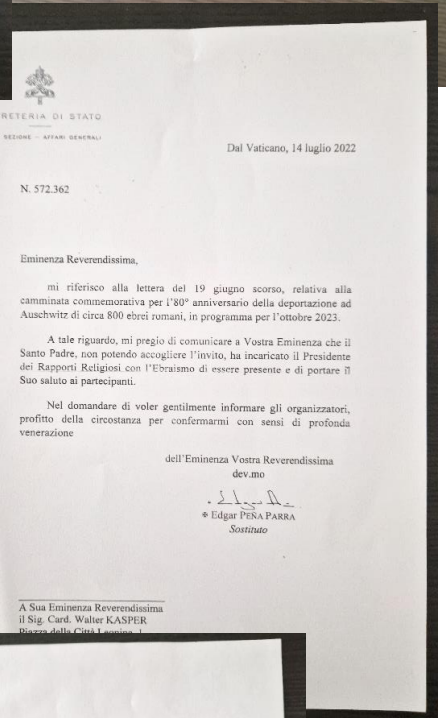 RETERIA DI STATO
SEZIONE - AFFARI GENERALI
Dal Vaticano, 14 luglio 2022
N. 572.362
Eminenza Reverendissima,
mi riferisco alla lettera del 19 giugno scorso, relativa alla
camminata commemorativa per l'80° anniversario della deportazione ad
Auschwitz di circa 800 ebrei romani, in programma per l'ottobre 2023.
A tale riguardo, mi pregio di comunicare a Vostra Eminenza che il
Santo Padre, non potendo accogliere l'invito, ha incaricato il Presidente
dei Rapporti Religiosi con l'Ebraismo di essere presente e di portare il
Suo saluto ai partecipanti.
Nel domandare di voler gentilmente informare gli organizzatori,
profitto della circostanza per confermarmi con sensi di profonda
venerazione
dell'Eminenza Vostra Reverendissima
dev.mo
✠ Edgar PEÑA PARRA
Sostituto
A Sua Eminenza Reverendissima
il Sig. Card. Walter KASPER
Piazza della Città Leonina, 1